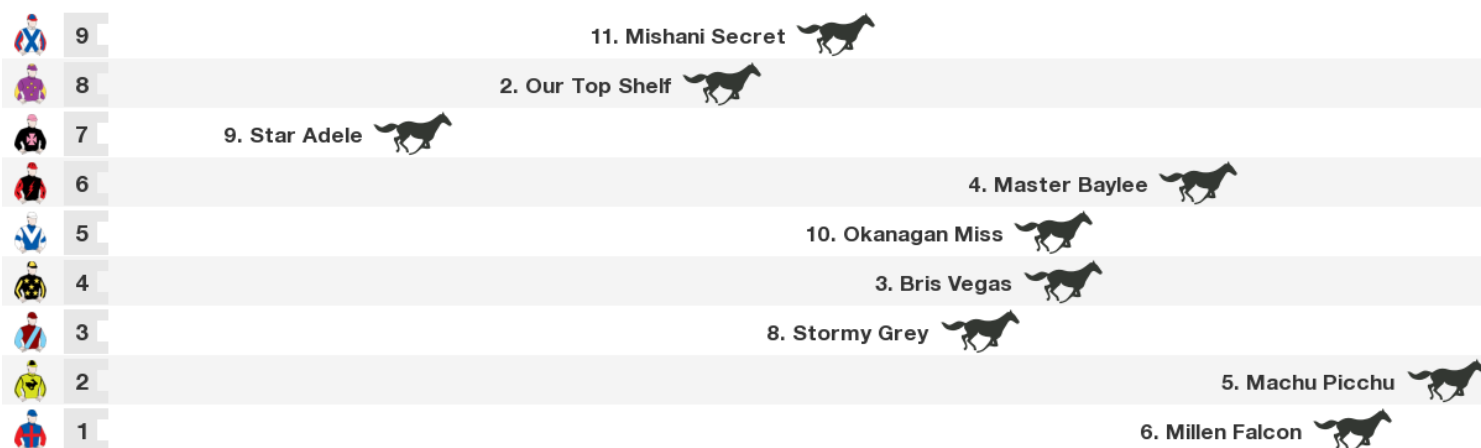 9 11. Mishani Secret
8 2. Our Top Shelf
7 9. Star Adele
6 4. Master Baylee
5 10. Okanagan Miss
4 3. Bris Vegas
3 8. Stormy Grey
2 5. Machu Picchu
1 6. Millen Falcon